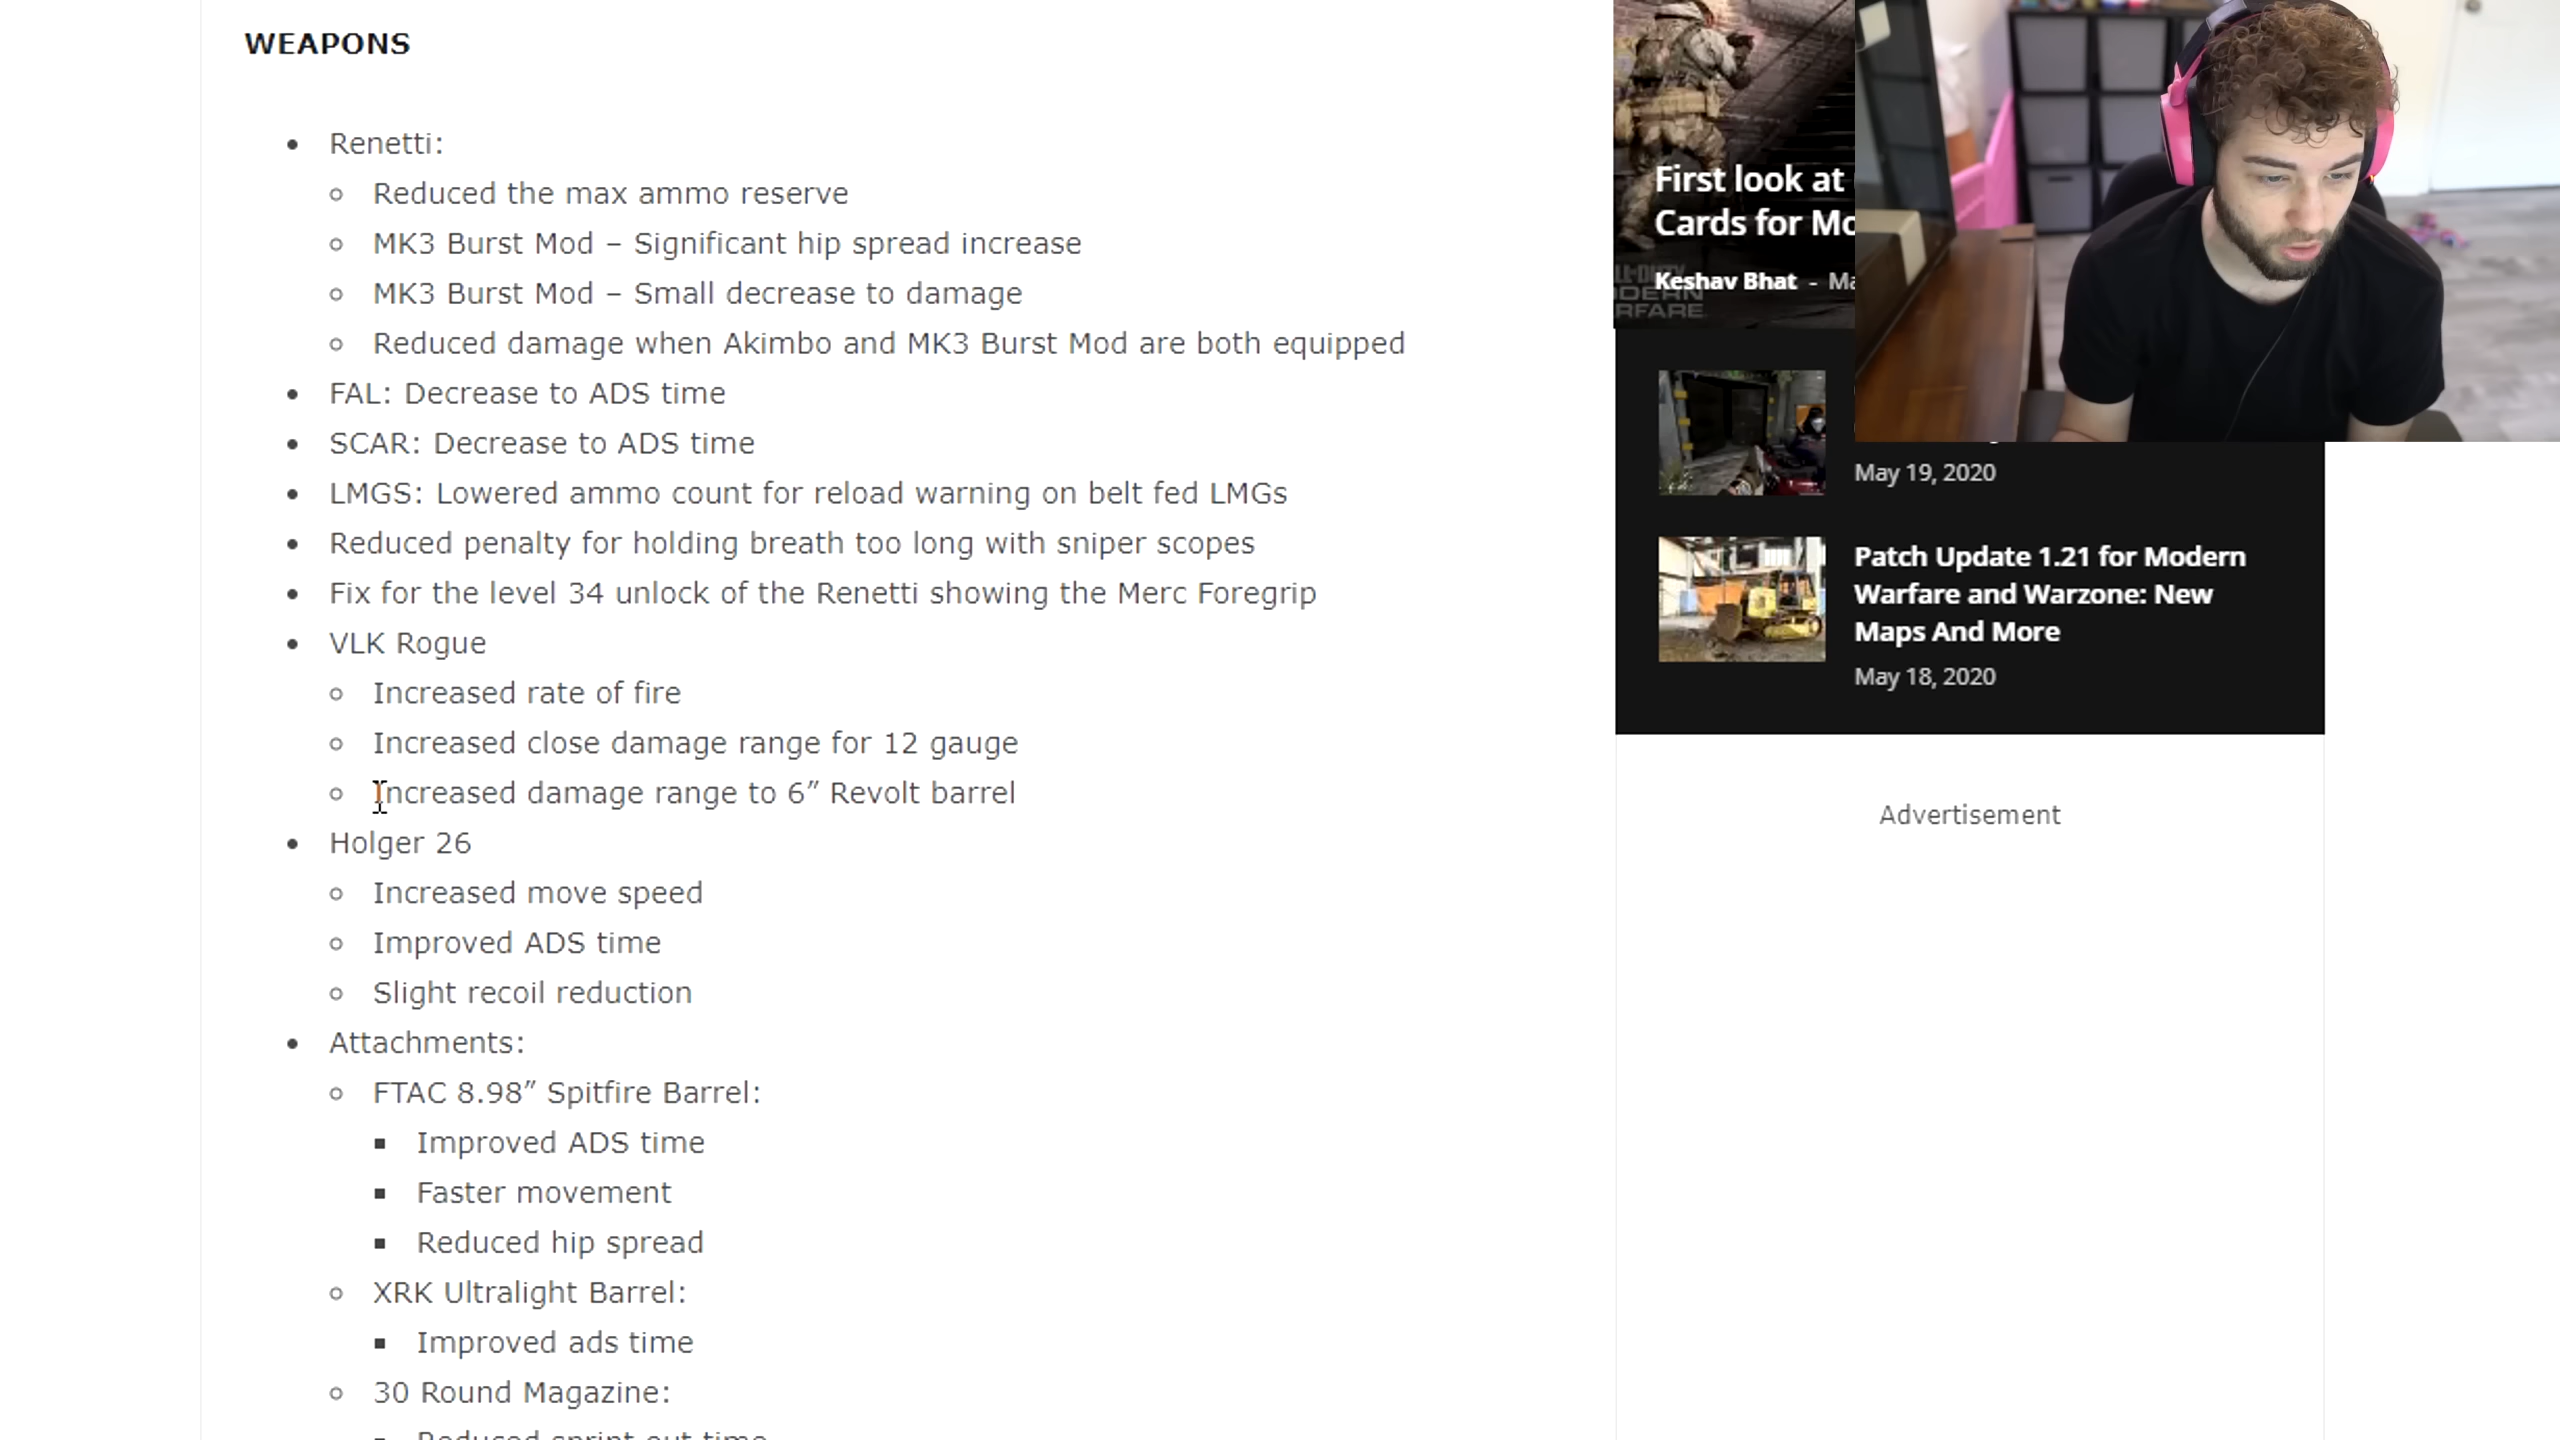 WEAPONS
Renetti:
Reduced the max ammo reserve
MK3 Burst Mod – Significant hip spread increase
MK3 Burst Mod – Small decrease to damage
Reduced damage when Akimbo and MK3 Burst Mod are both equipped
FAL: Decrease to ADS time
SCAR: Decrease to ADS time
LMGS: Lowered ammo count for reload warning on belt fed LMGs
Reduced penalty for holding breath too long with sniper scopes
Fix for the level 34 unlock of the Renetti showing the Merc Foregrip
VLK Rogue
Increased rate of fire
Increased close damage range for 12 gauge
Increased damage range to 6” Revolt barrel
Holger 26
Increased move speed
Improved ADS time
Slight recoil reduction
Attachments:
FTAC 8.98” Spitfire Barrel:
Improved ADS time
Faster movement
Reduced hip spread
XRK Ultralight Barrel:
Improved ads time
30 Round Magazine:
Reduced sprint out time
First look at
Cards for Mo
Keshav Bhat - Ma
May 19, 2020
Patch Update 1.21 for Modern
Warfare and Warzone: New
Maps And More
May 18, 2020
Advertisement